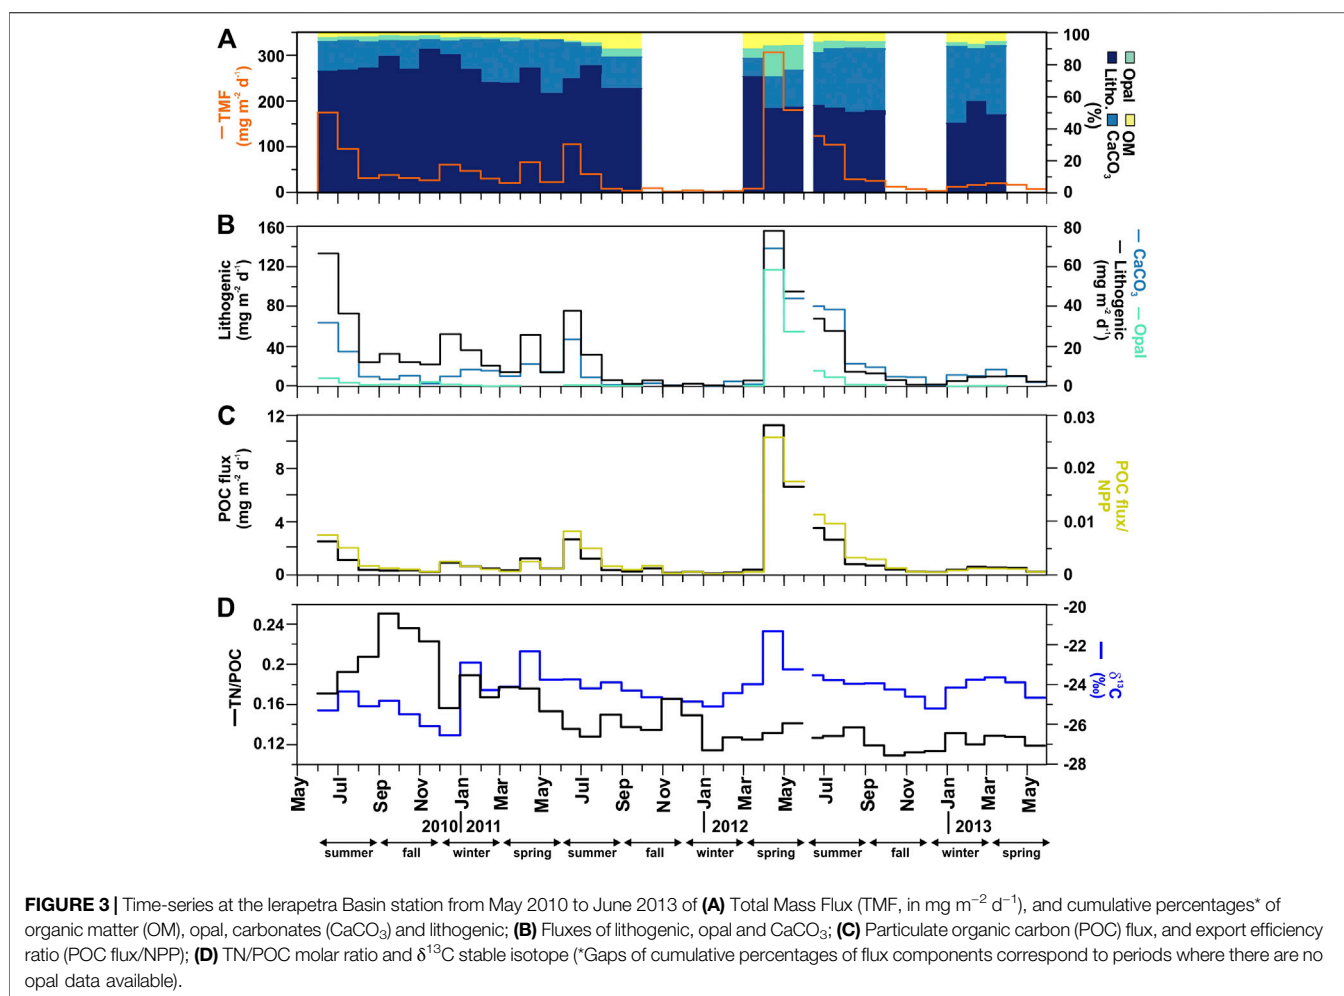 A
300
200
100
0
— TMF
(mg m⁻² d⁻¹)
100
80
60
40
20
0
(%)
Litho.
Opal
CaCO₃
OM
B
160
120
80
40
0
Lithogenic
(mg m⁻² d⁻¹)
80
60
40
20
0
— CaCO₃ — Opal
— Lithogenic
(mg m⁻² d⁻¹)
C
12
8
4
0
POC flux
(mg m⁻² d⁻¹)
0.03
0.02
0.01
0
POC flux/
NPP
D
0.24
0.2
0.16
0.12
—TN/POC
-20
-22
-24
-26
-28
— δ¹³C
(‰)
May Jul Sep Nov Jan Mar May Jul Sep Nov Jan Mar May Jul Sep Nov Jan Mar May
2010 2011 2012 2013
summer fall winter spring summer fall winter spring summer fall winter spring
FIGURE 3 | Time-series at the Ierapetra Basin station from May 2010 to June 2013 of (A) Total Mass Flux (TMF, in mg m⁻² d⁻¹), and cumulative percentages* of
organic matter (OM), opal, carbonates (CaCO₃) and lithogenic; (B) Fluxes of lithogenic, opal and CaCO₃; (C) Particulate organic carbon (POC) flux, and export efficiency
ratio (POC flux/NPP); (D) TN/POC molar ratio and δ¹³C stable isotope (*Gaps of cumulative percentages of flux components correspond to periods where there are no
opal data available).